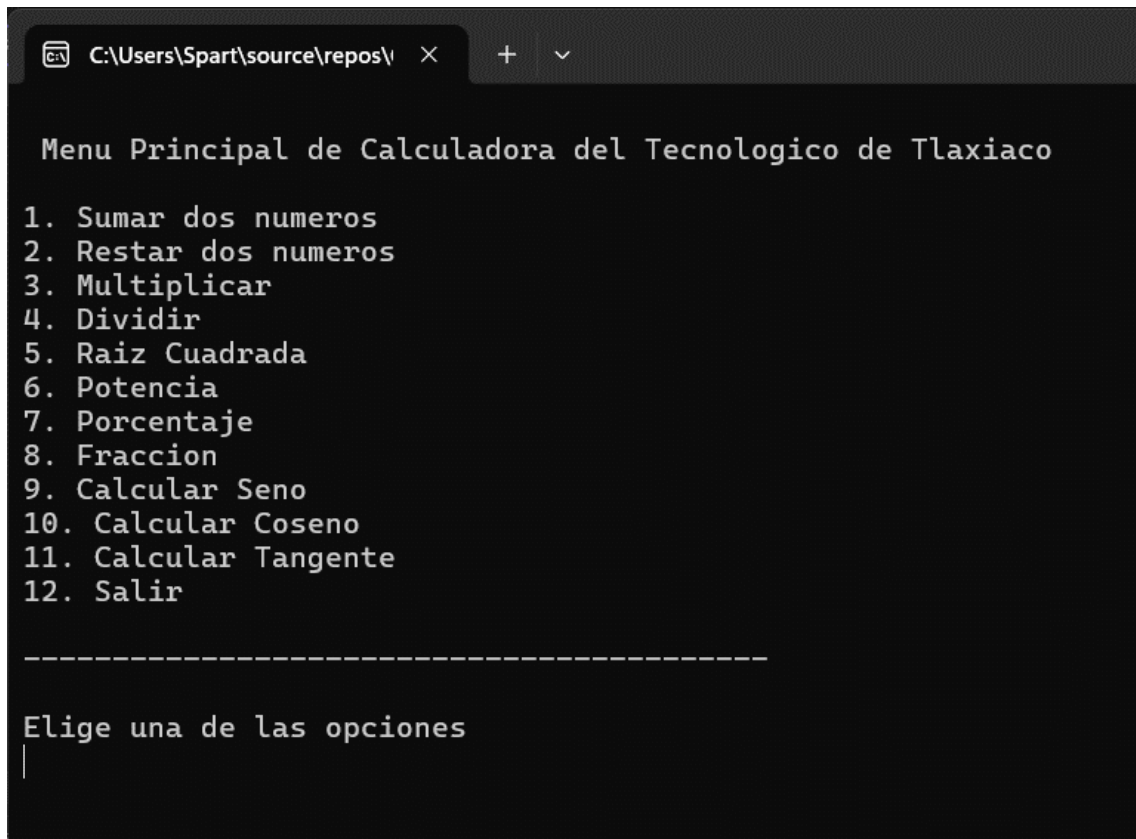 C:\Users\Spart\source\repos\
Menu Principal de Calculadora del Tecnologico de Tlaxiaco
1. Sumar dos numeros
2. Restar dos numeros
3. Multiplicar
4. Dividir
5. Raiz Cuadrada
6. Potencia
7. Porcentaje
8. Fraccion
9. Calcular Seno
10. Calcular Coseno
11. Calcular Tangente
12. Salir
------------------------------------------
Elige una de las opciones